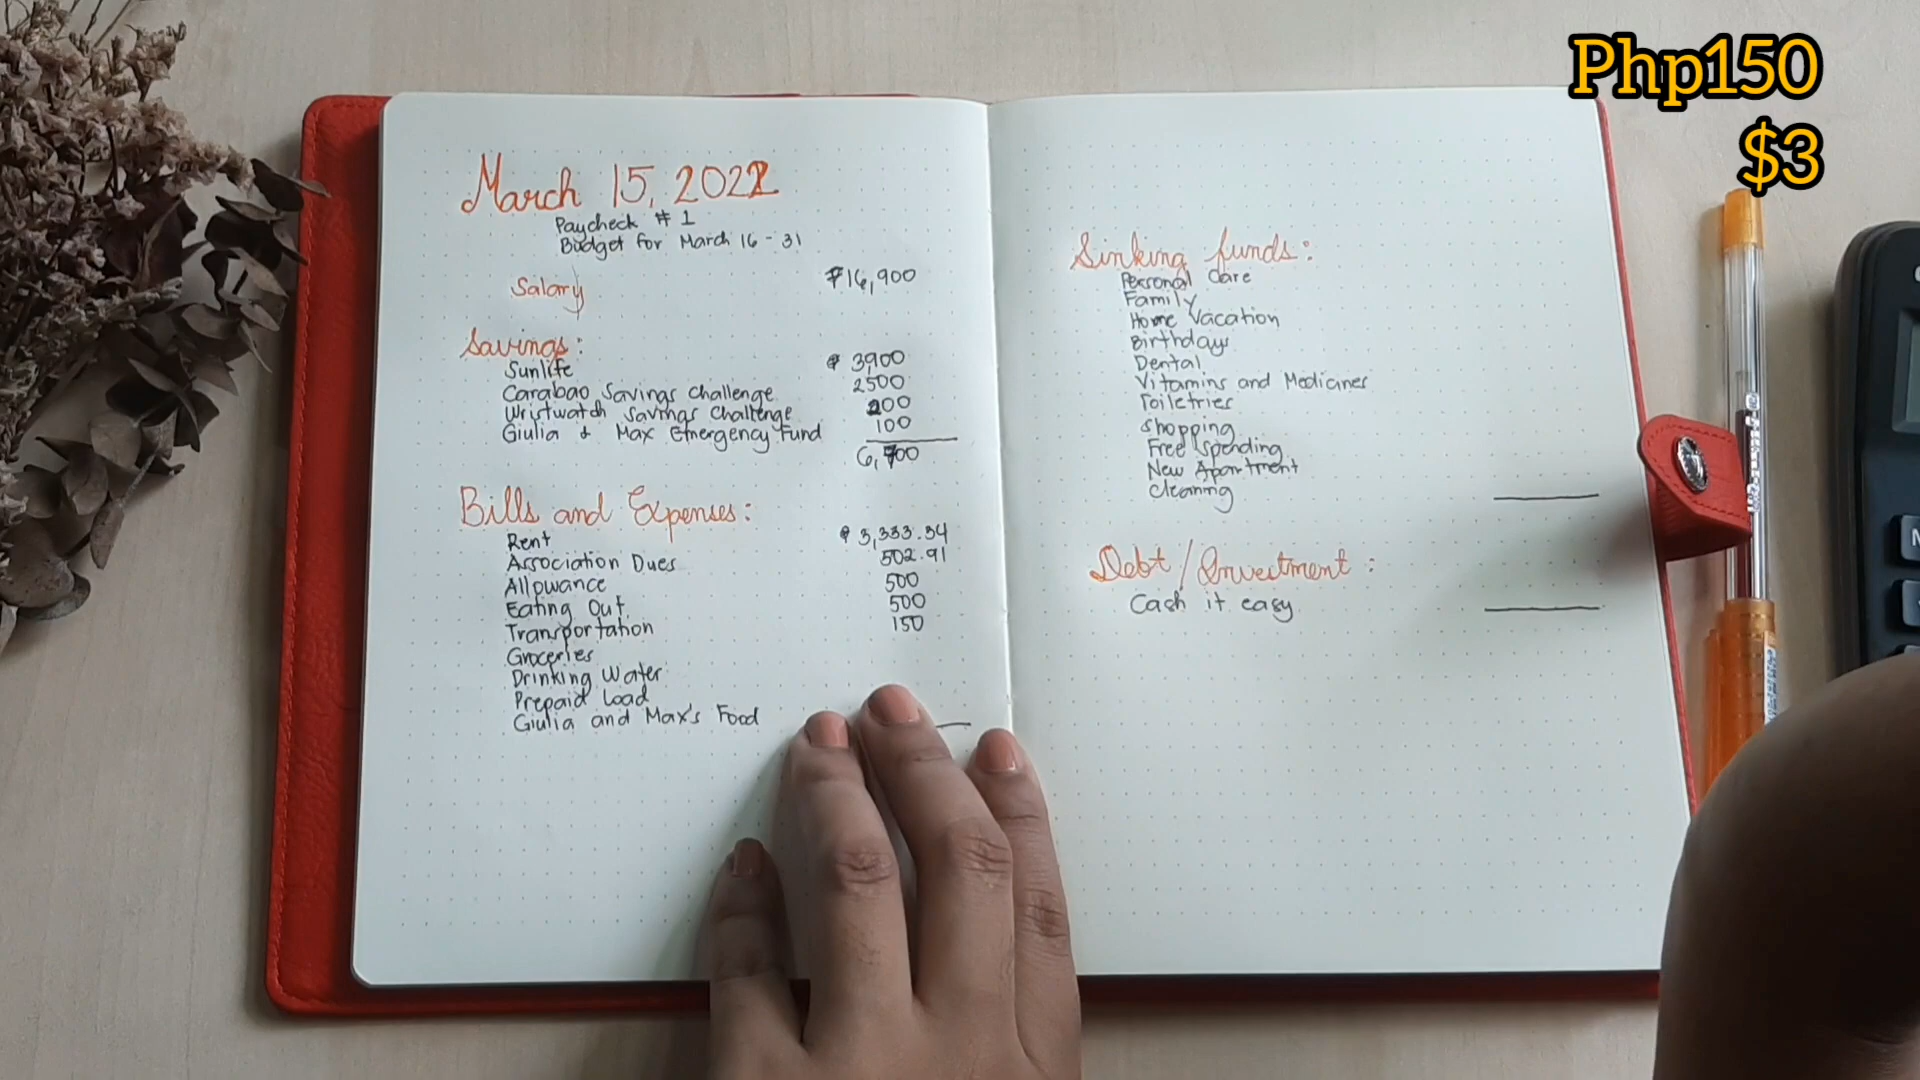 Php150
$3
March 15, 2022
Paycheck # 1
Budget for March 16 - 31
Salary ₱16,900
Savings:
Sunlife ₱ 3900
Carabao Savings Challenge 2500
Wristwatch Savings Challenge 200
Giulia & Max Emergency Fund 100
6,700
Bills and Expenses:
Rent ₱ 3,333.34
Association Dues 502.91
Allowance 500
Eating Out 500
Transportation 150
Groceries
Drinking Water
Prepaid Load
Giulia and Max's Food
Sinking funds:
Personal Care
Family
Home Vacation
Birthdays
Dental
Vitamins and Medicines
Toiletries
Shopping
Free Spending
New Apartment
Cleaning
Debt/Investment:
Cash it easy